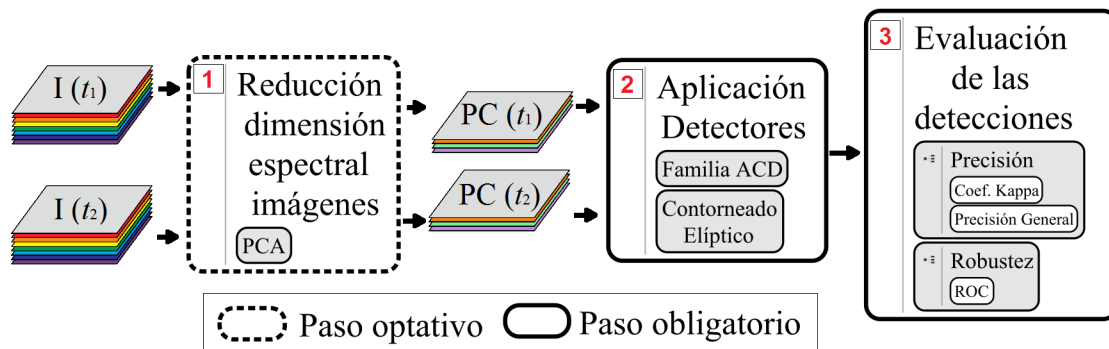 I (t₁)
I (t₂)
1
Reducción
dimensión
espectral
imágenes
PCA
PC (t₁)
PC (t₂)
2
Aplicación
Detectores
Familia ACD
Contorneado
Elíptico
3
Evaluación
de las
detecciones
Precisión
Coef. Kappa
Precisión General
Robustez
ROC
Paso optativo
Paso obligatorio